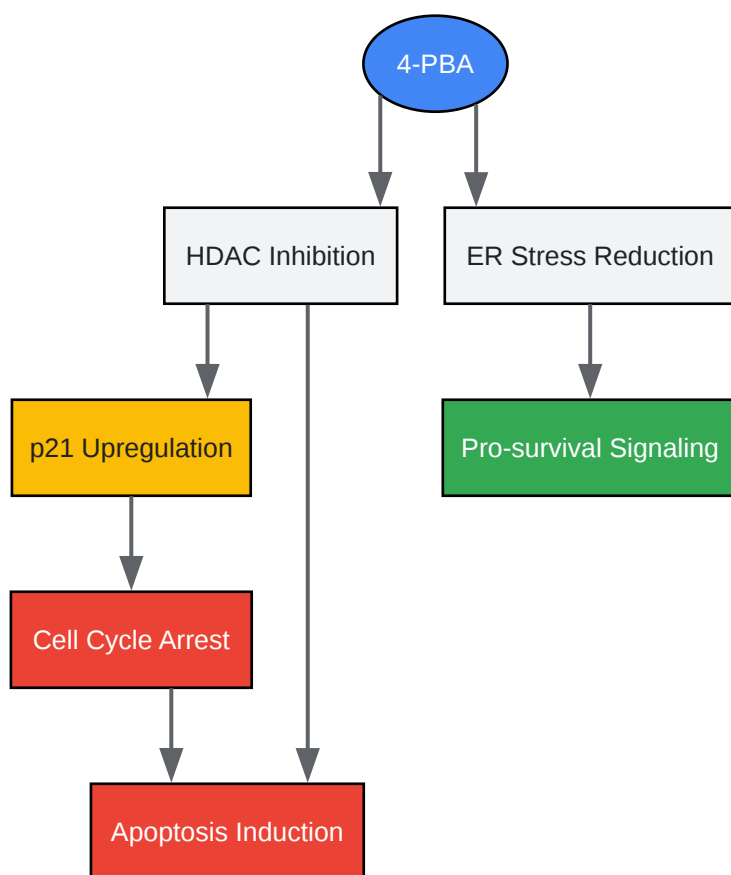 4-PBA
HDAC Inhibition
ER Stress Reduction
p21 Upregulation
Pro-survival Signaling
Cell Cycle Arrest
Apoptosis Induction